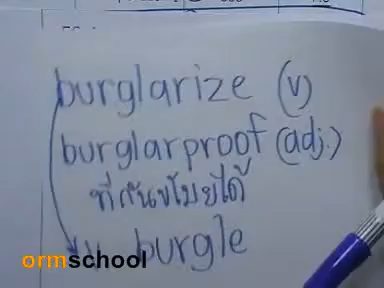 burglarize (v)
burglarproof (adj.)
ที่กันขโมยได้
v. burgle
ormschool